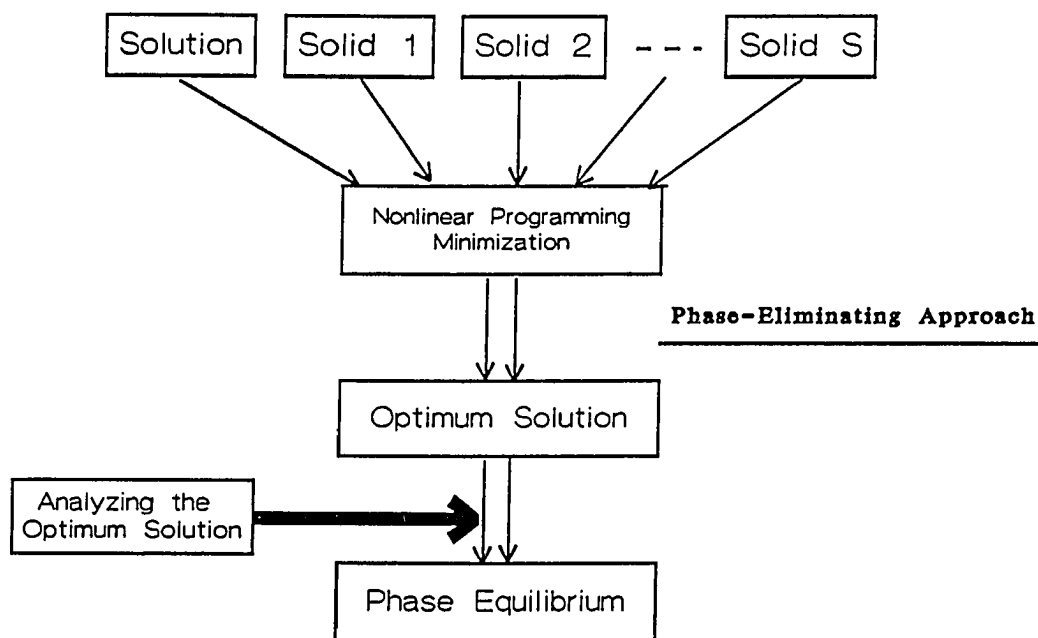 Solution
Solid 1
Solid 2
- - - -
Solid S
Nonlinear Programming
Minimization
Phase-Eliminating Approach
Optimum Solution
Analyzing the
Optimum Solution
Phase Equilibrium